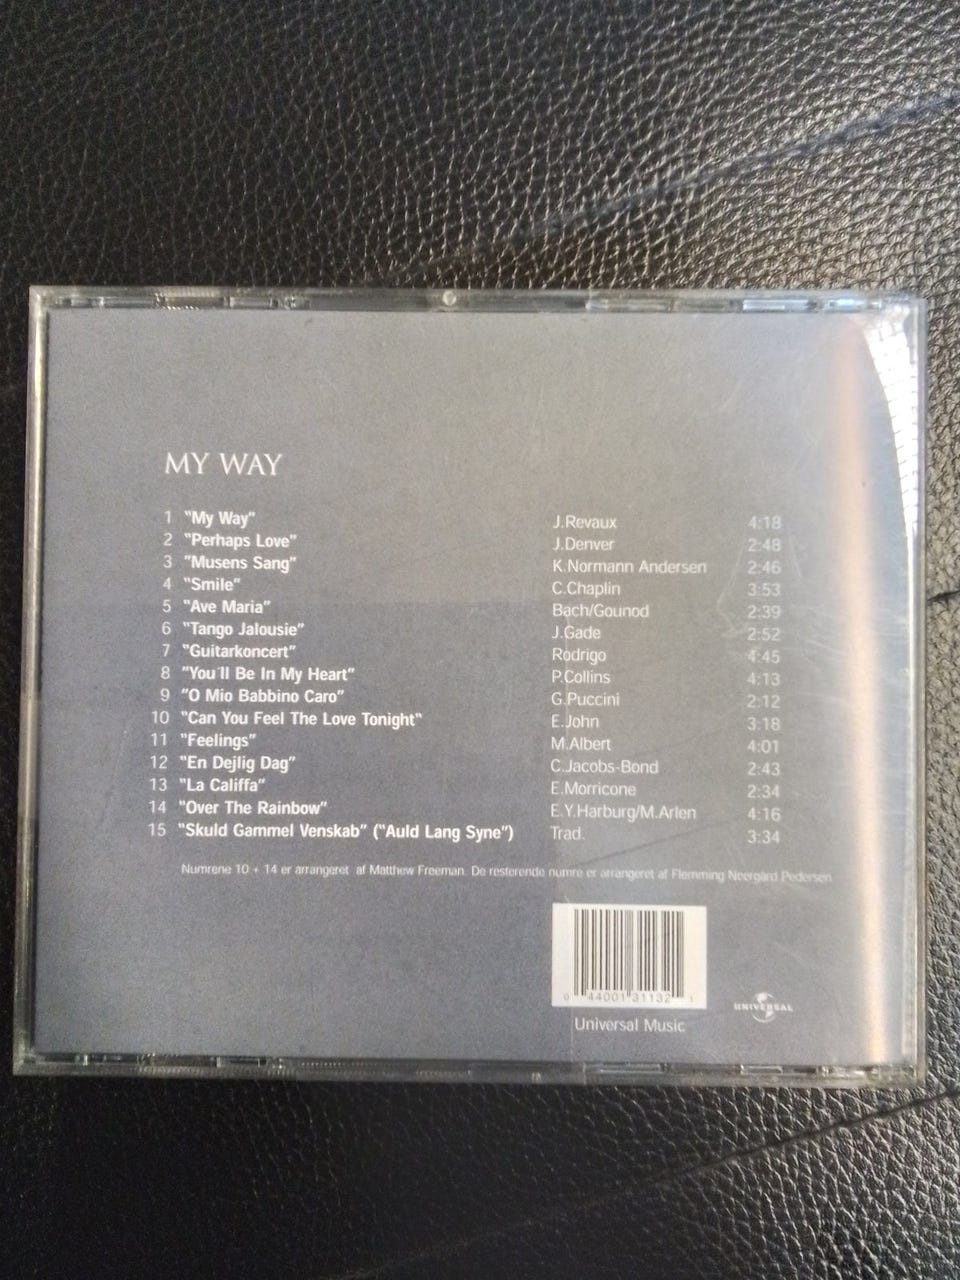 MY WAY
1 "My Way" J.Revaux 4:18
2 "Perhaps Love" J.Denver 2:48
3 "Musens Sang" K.Normann Andersen 2:46
4 "Smile" C.Chaplin 3:53
5 "Ave Maria" Bach/Gounod 2:39
6 "Tango Jalousie" J.Gade 2:52
7 "Guitarkoncert" Rodrigo 4:45
8 "You'll Be In My Heart" P.Collins 4:13
9 "O Mio Babbino Caro" G.Puccini 2:12
10 "Can You Feel The Love Tonight" E.John 3:18
11 "Feelings" M.Albert 4:01
12 "En Dejlig Dag" C.Jacobs-Bond 2:43
13 "La Califfa" E.Morricone 2:34
14 "Over The Rainbow" E.Y.Harburg/M.Arlen 4:16
15 "Skuld Gammel Venskab" ("Auld Lang Syne") Trad. 3:34
Numrene 10 + 14 er arrangeret af Matthew Freeman. De resterende numre er arrangeret af Flemming Neergård Pedersen
0 44001 31132 1
UNIVERSAL
Universal Music